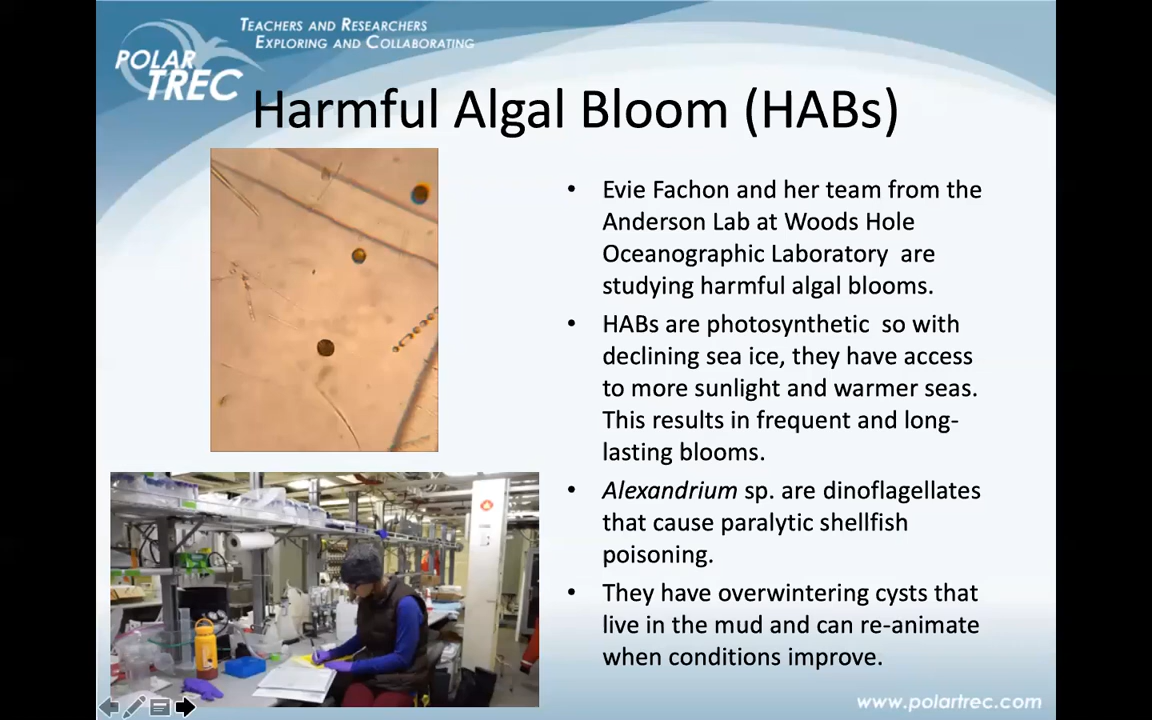 TEACHERS AND RESEARCHERS
EXPLORING AND COLLABORATING
POLAR
TREC
Harmful Algal Bloom (HABs)
• Evie Fachon and her team from the
Anderson Lab at Woods Hole
Oceanographic Laboratory  are
studying harmful algal blooms.
• HABs are photosynthetic  so with
declining sea ice, they have access
to more sunlight and warmer seas.
This results in frequent and long-
lasting blooms.
• Alexandrium sp. are dinoflagellates
that cause paralytic shellfish
poisoning.
• They have overwintering cysts that
live in the mud and can re-animate
when conditions improve.
www.polartrec.com